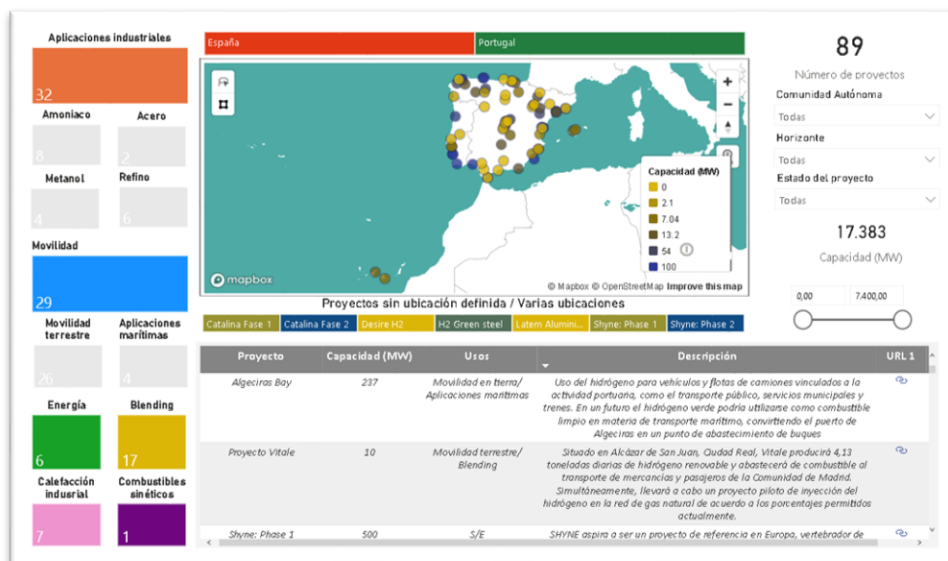 Aplicaciones industriales
32
Amoniaco
Acero
8
2
Metanol
Refino
4
6
Movilidad
29
Movilidad terrestre
Aplicaciones marítimas
26
4
Energía
Blending
6
17
Calefacción indusrial
Combustibles sinéticos
7
1
España
Portugal
Capacidad (MW)
0
2.1
7.04
13.2
54
100
mapbox
© Mapbox © OpenStreetMap Improve this map
Proyectos sin ubicación definida / Varias ubicaciones
Catalina Fase 1
Catalina Fase 2
Desire H2
H2 Green steel
Latem Alumini...
Shyne: Phase 1
Shyne: Phase 2
Proyecto
Capacidad (MW)
Usos
Descripción
URL 1
Algeciras Bay
237
Movilidad en tierra/
Aplicaciones marítimas
Uso del hidrógeno para vehículos y flotas de camiones vinculados a la
actividad portuaria, como el transporte público, servicios municipales y
trenes. En un futuro el hidrógeno verde podría utilizarse como combustible
limpio en materia de transporte marítimo, convirtiendo el puerto de
Algeciras en un punto de abastecimiento de buques
Proyecto Vitale
10
Movilidad terrestre/
Blending
Situado en Alcázar de San Juan, Ciudad Real, Vitale producirá 4,13
toneladas diarias de hidrógeno renovable y abastecerá de combustible al
transporte de mercancías y pasajeros de la Comunidad de Madrid.
Simultáneamente, llevará a cabo un proyecto piloto de inyección del
hidrógeno en la red de gas natural de acuerdo a los porcentajes permitidos
actualmente.
Shyne: Phase 1
500
S/E
SHYNE aspira a ser un proyecto de referencia en Europa, vertebrador de
89
Número de proyectos
Comunidad Autónoma
Todas
Horizonte
Todas
Estado del proyecto
Todas
17.383
Capacidad (MW)
0,00
7.400,00